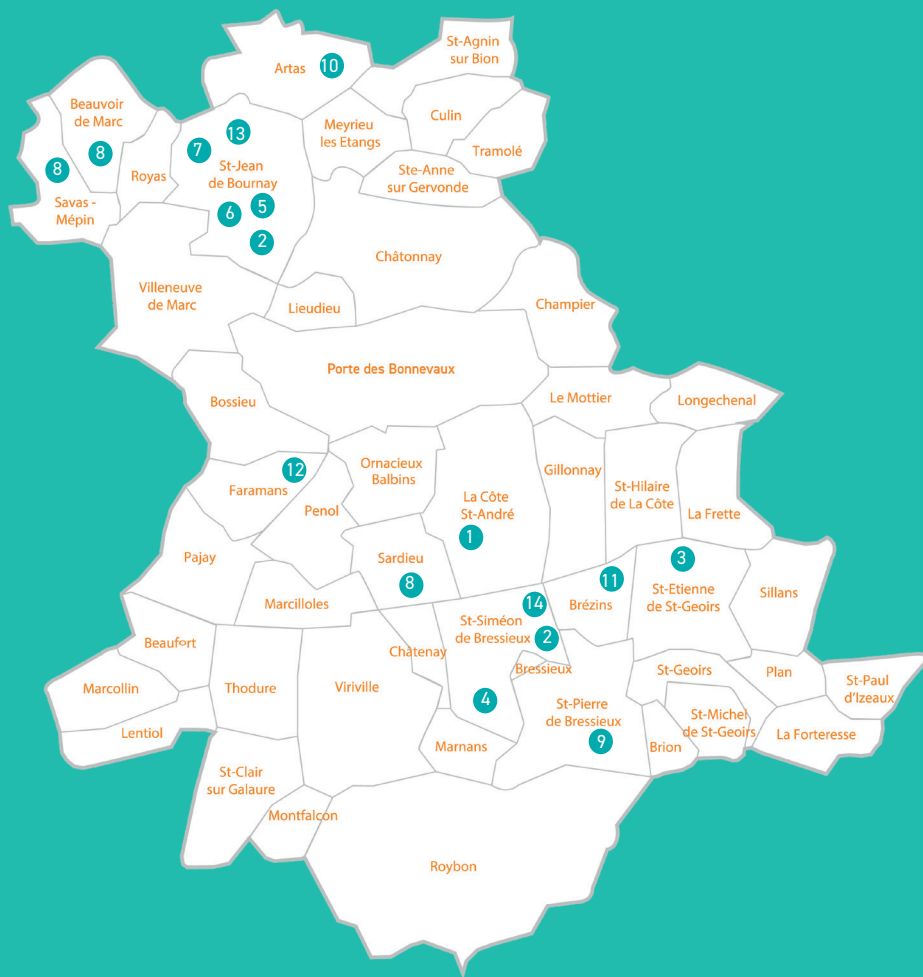 St-Agnin
sur Bion
Artas
10
Beauvoir
de Marc
Culin
13
Meyrieu
les Etangs
7
8
Tramolé
8
Royas
St-Jean
de Bournay
Ste-Anne
sur Gervonde
Savas -
Mépin
6
5
2
Châtonnay
Villeneuve
de Marc
Lieudieu
Champier
Porte des Bonnevaux
Bossieu
Le Mottier
Longechenal
12
Faramans
Ornacieux
Balbins
Gillonnay
St-Hilaire
de La Côte
Penol
La Côte
St-André
La Frette
1
Pajay
Sardieu
8
3
11
St-Etienne
de St-Geoirs
Sillans
Marcilloles
14
Brézins
St-Siméon
de Bressieux
2
Beaufort
Châtenay
Bressieux
St-Geoirs
Plan
St-Paul
d'Izeaux
Marcollin
Thodure
Viriville
4
St-Pierre
de Bressieux
St-Michel
de St-Geoirs
Lentiol
9
Marnans
Brion
La Forteresse
St-Clair
sur Galaure
Montfalcon
Roybon